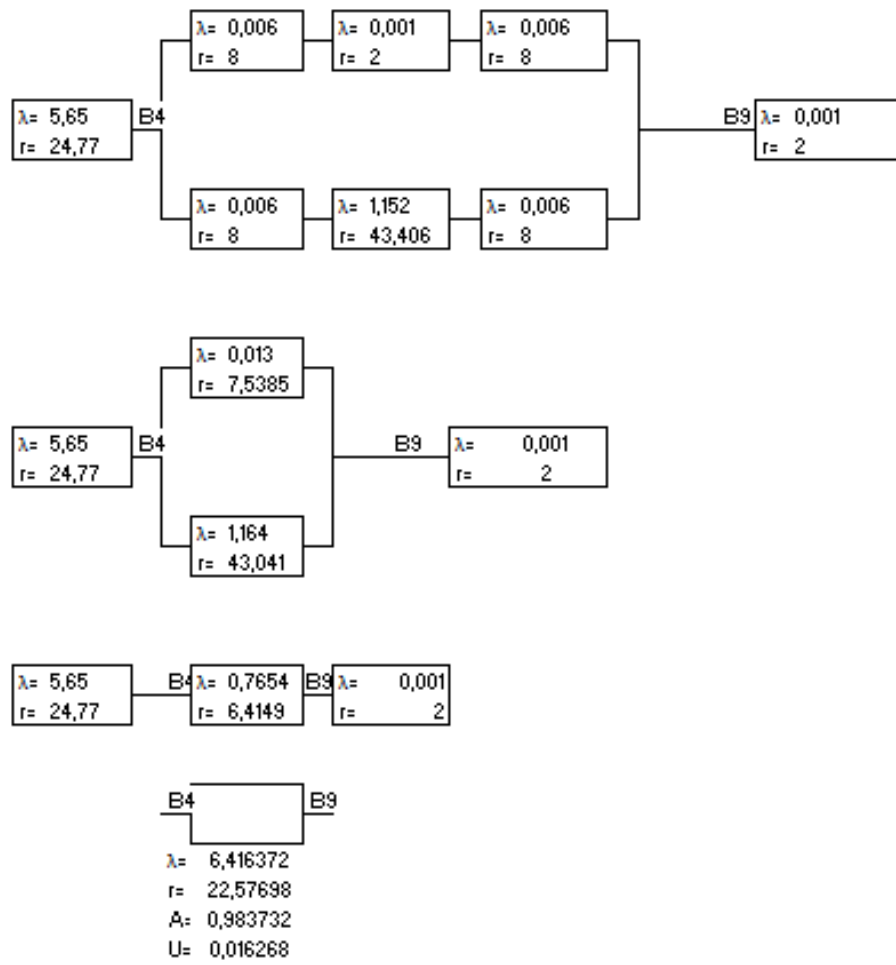 λ= 0,006
r= 8
λ= 0,001
r= 2
λ= 0,006
r= 8
λ= 5,65
r= 24,77
B4
B9
λ= 0,001
r= 2
λ= 0,006
r= 8
λ= 1,152
r= 43,406
λ= 0,006
r= 8
λ= 0,013
r= 7,5385
λ= 5,65
r= 24,77
B4
B9
λ= 0,001
r= 2
λ= 1,164
r= 43,041
λ= 5,65
r= 24,77
B4
λ= 0,7654
r= 6,4149
B9
λ= 0,001
r= 2
B4
B9
λ= 6,416372
r= 22,57698
A= 0,983732
U= 0,016268